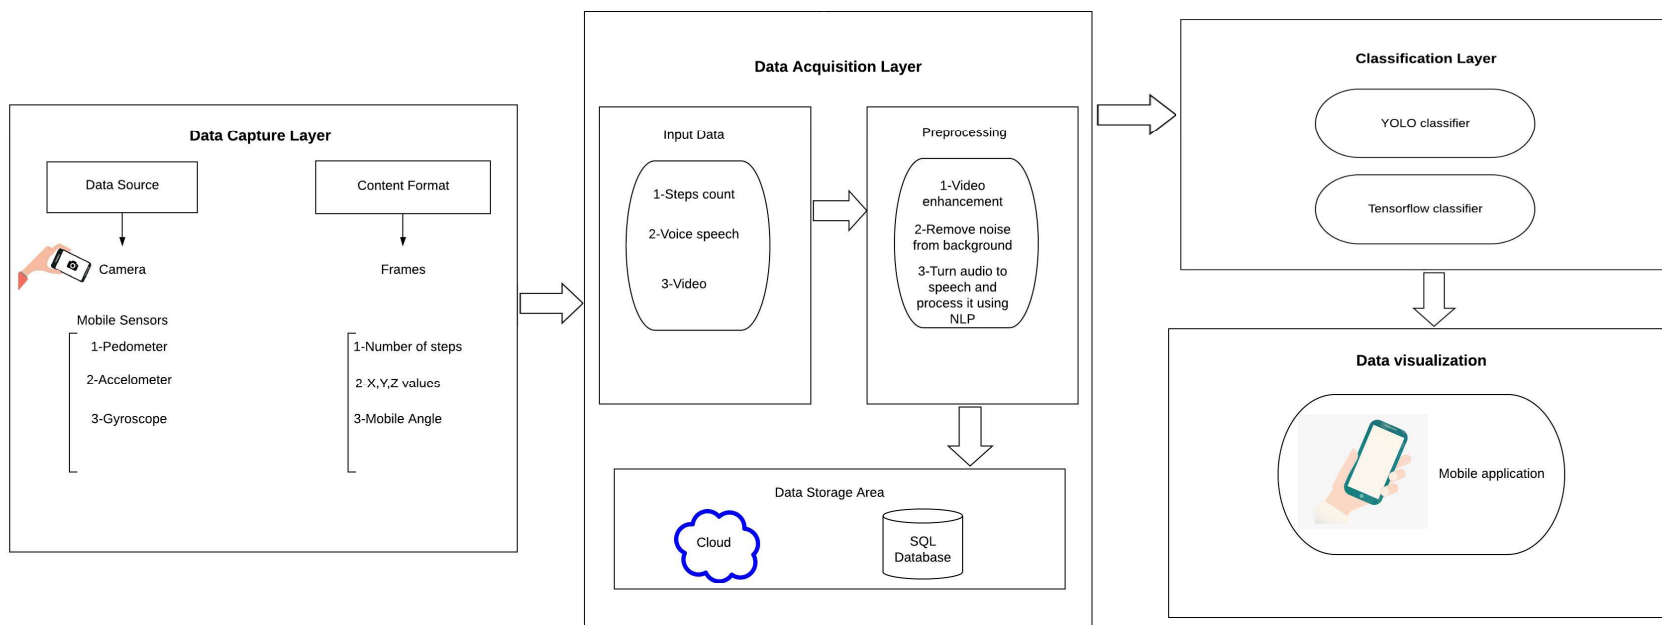 Data Capture Layer
Data Source
Content Format
Camera
Frames
Mobile Sensors
1-Pedometer
2-Accelometer
3-Gyroscope
1-Number of steps
2-X,Y,Z values
3-Mobile Angle
Data Acquisition Layer
Input Data
1-Steps count
2-Voice speech
3-Video
Preprocessing
1-Video
enhancement
2-Remove noise
from background
3-Turn audio to
speech and
process it using
NLP
Data Storage Area
Cloud
SQL
Database
Classification Layer
YOLO classifier
Tensorflow classifier
Data visualization
Mobile application